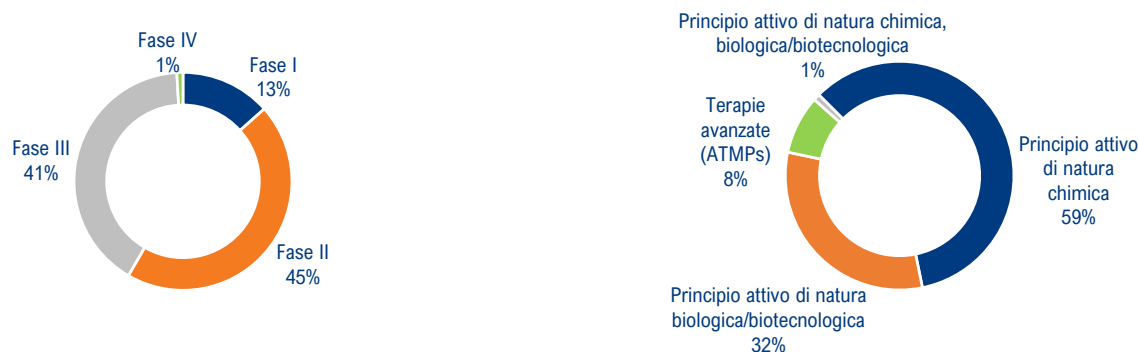 Fase IV
1%
Fase I
13%
Fase III
41%
Fase II
45%
Principio attivo di natura chimica,
biologica/biotecnologica
1%
Terapie
avanzate
(ATMPs)
8%
Principio attivo
di natura
chimica
59%
Principio attivo di natura
biologica/biotecnologica
32%